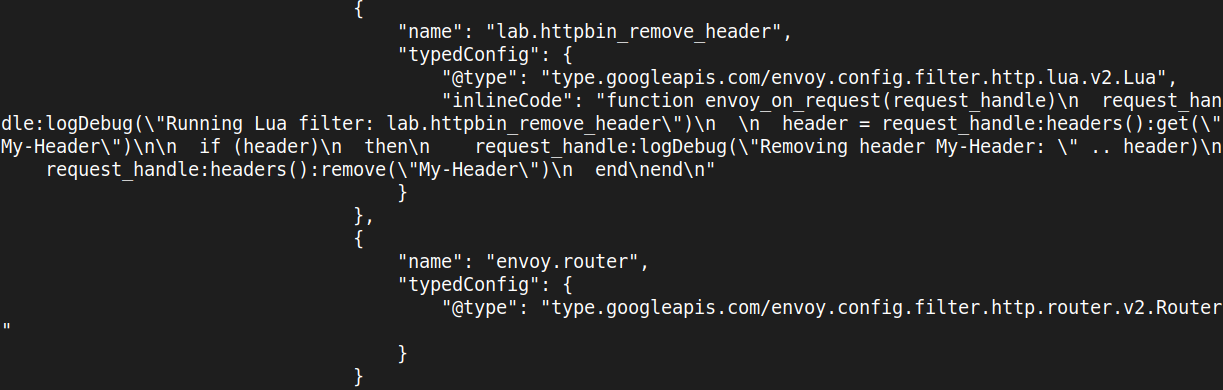 {
"name": "lab.httpbin_remove_header",
"typedConfig": {
"@type": "type.googleapis.com/envoy.config.filter.http.lua.v2.Lua",
"inlineCode": "function envoy_on_request(request_handle)\n  request_han
dle:logDebug(\"Running Lua filter: lab.httpbin_remove_header\")\n  \n  header = request_handle:headers():get(\"
My-Header\")\n\n  if (header)\n  then\n    request_handle:logDebug(\"Removing header My-Header: \" .. header)\n
request_handle:headers():remove(\"My-Header\")\n  end\nend\n"
}
},
{
"name": "envoy.router",
"typedConfig": {
"@type": "type.googleapis.com/envoy.config.filter.http.router.v2.Router
"
}
}